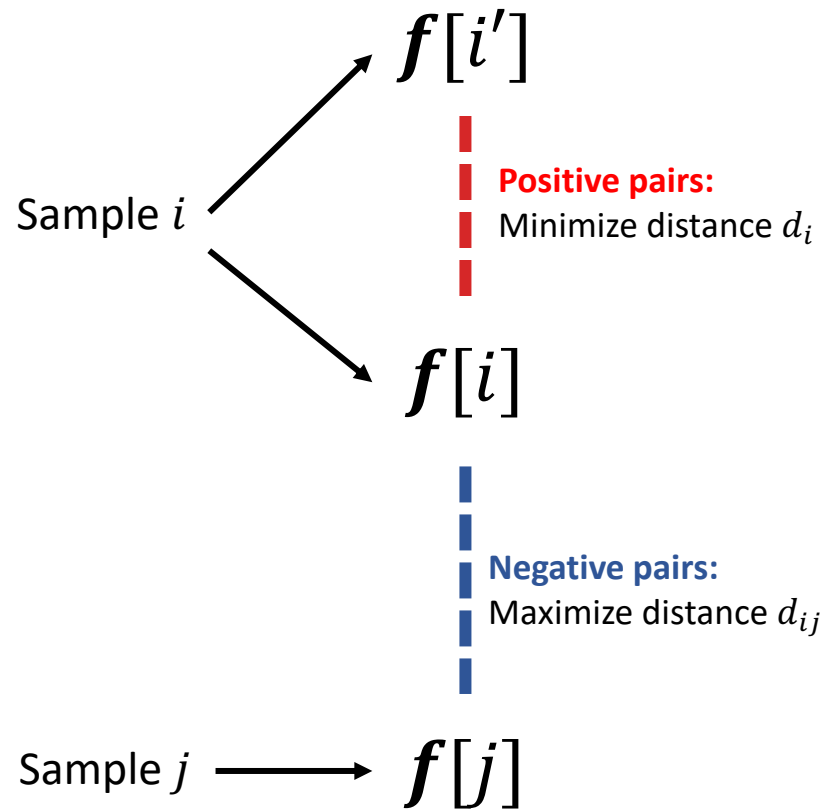 f[i′]
Positive pairs:
Minimize distance d_i
Sample i
f[i]
Negative pairs:
Maximize distance d_ij
Sample j
f[j]